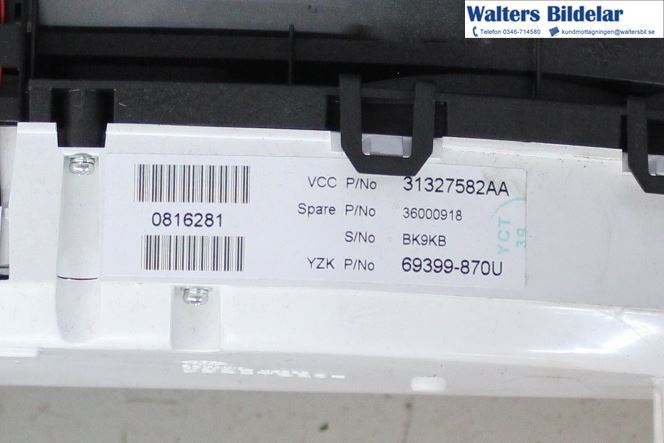 Walters Bildelar
Telefon 0346-714580 kundmottagningen@waltersbil.se
0816281
VCC P/No 31327582AA
Spare P/No 36000918
S/No BK9KB
YZK P/No 69399-870U
YCT
39